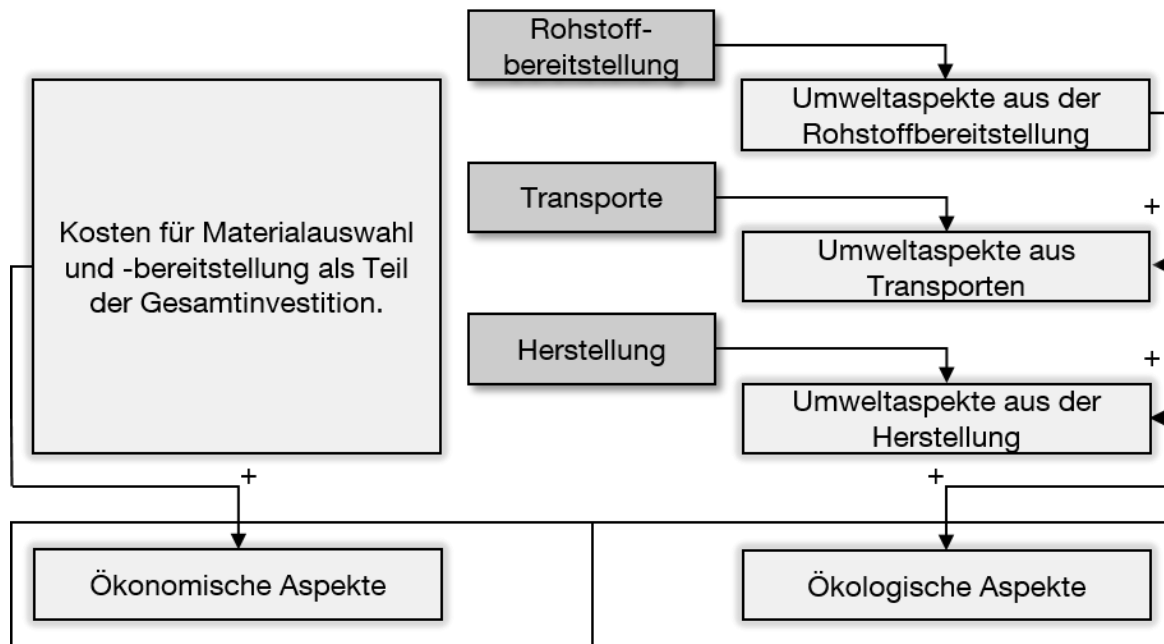 Rohstoff-
bereitstellung
Umweltaspekte aus der
Rohstoffbereitstellung
Transporte
+
Kosten für Materialauswahl
und -bereitstellung als Teil
der Gesamtinvestition.
Umweltaspekte aus
Transporten
Herstellung
+
Umweltaspekte aus der
Herstellung
+
+
Ökonomische Aspekte
Ökologische Aspekte